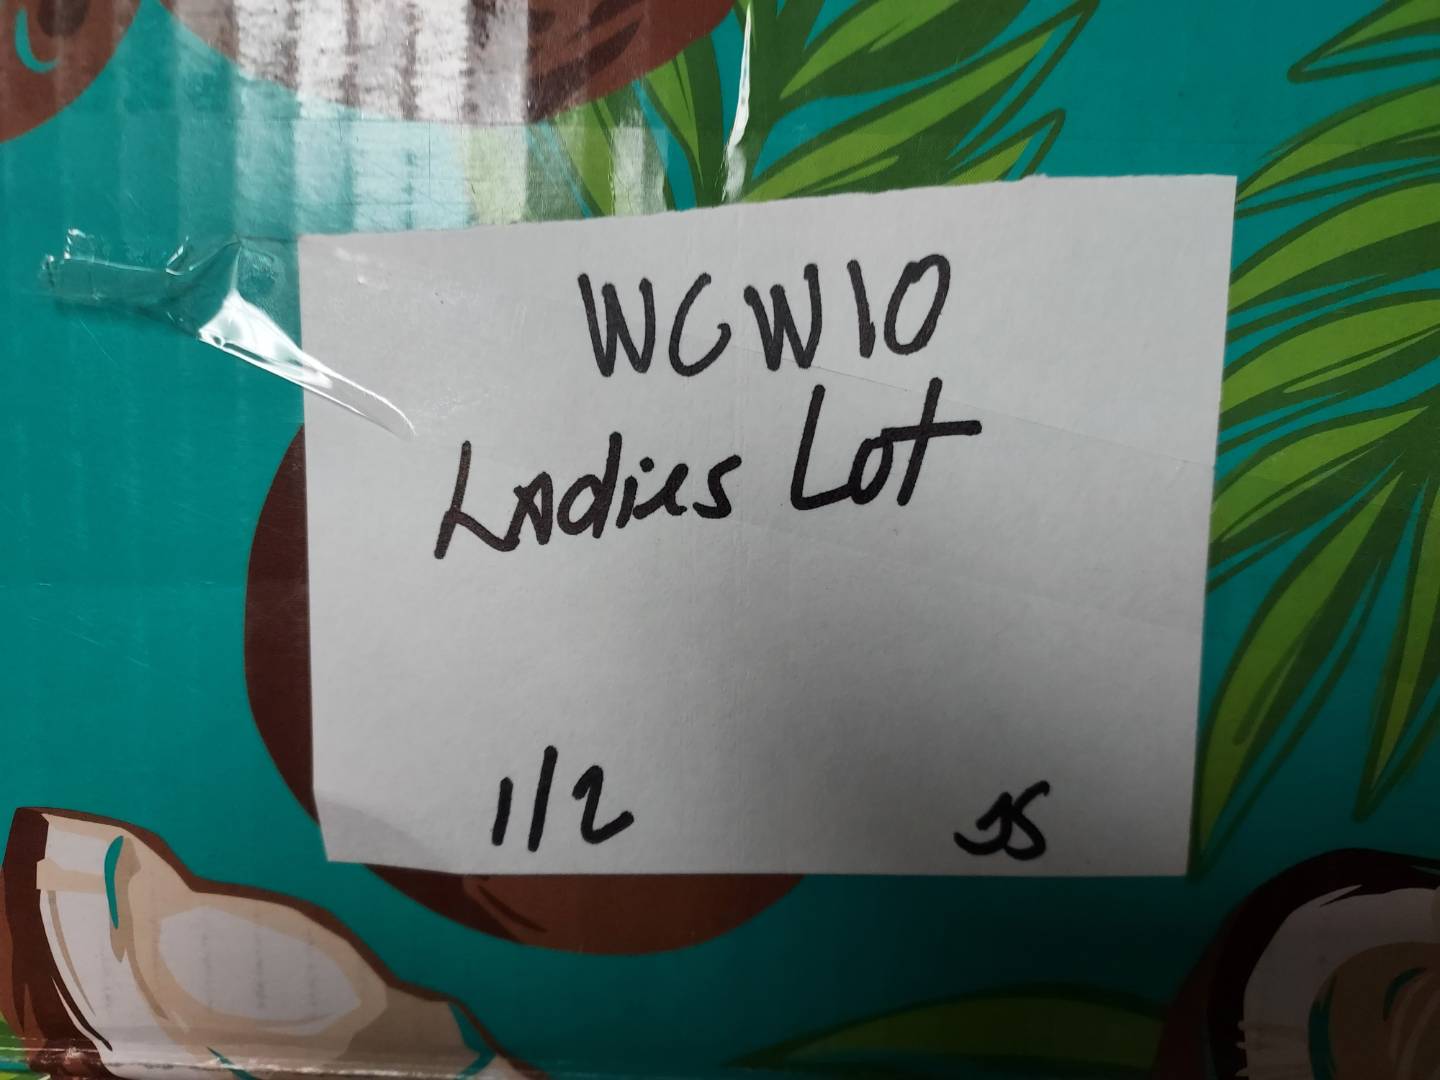 WCW10
Ladies Lot
1/2 JS